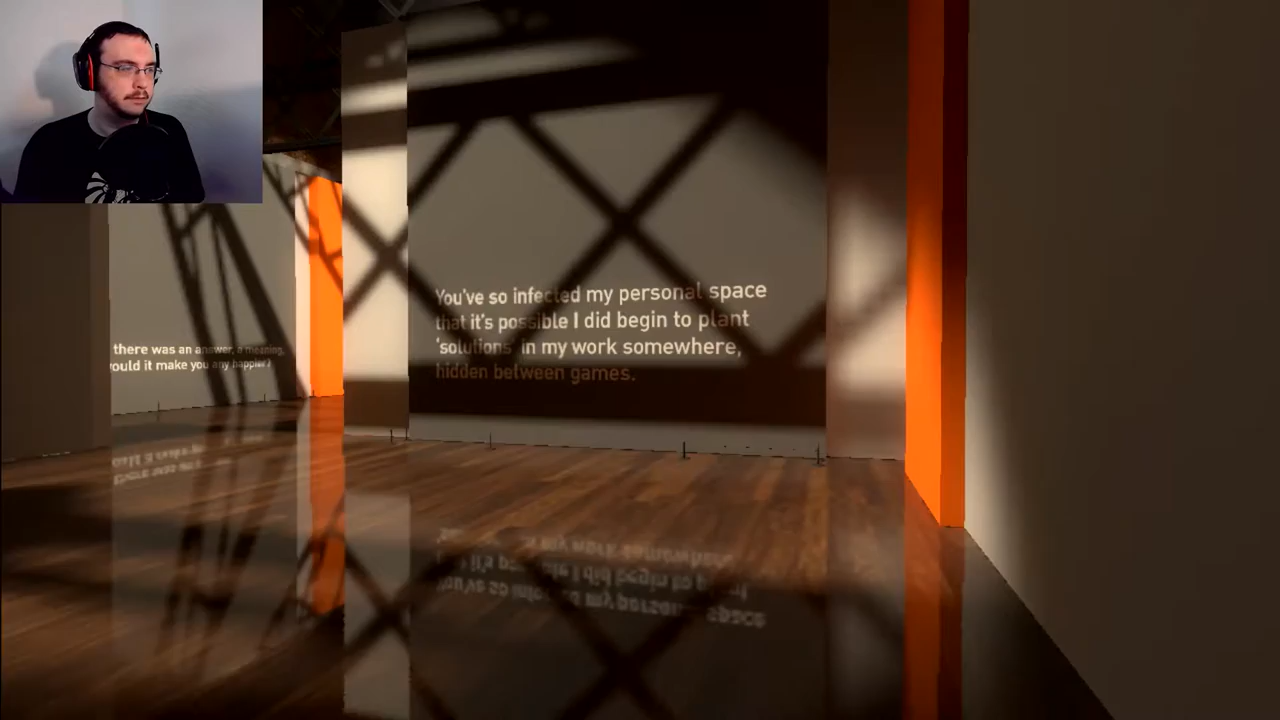 there was an answer, a meaning,
would it make you any happier?
You've so infected my personal space
that it's possible I did begin to plant
'solutions' in my work somewhere,
hidden between games.